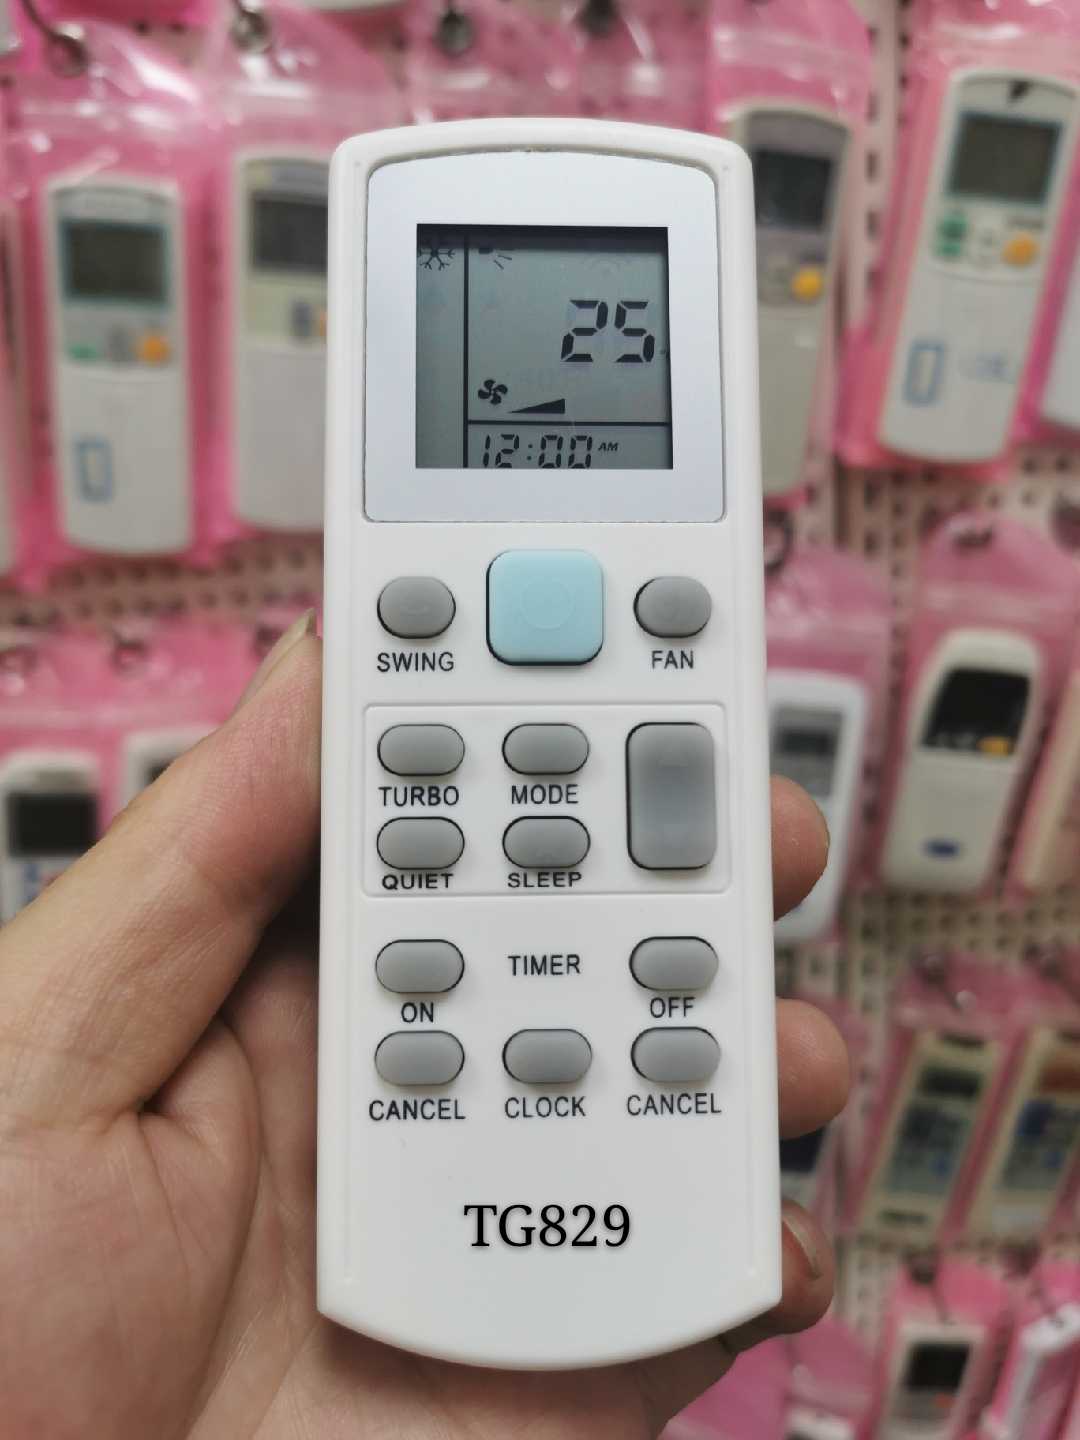 25
12:00 AM
SWING
FAN
TURBO
MODE
QUIET
SLEEP
ON
TIMER
OFF
CANCEL
CLOCK
CANCEL
TG829